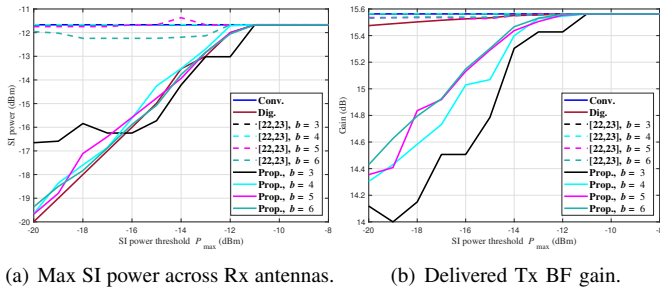 -11
-12
-13
-14
-15
-16
-17
-18
-19
-20
SI power (dBm)
-20 -18 -16 -14 -12 -10 -8
SI power threshold P_max (dBm)
Conv.
Dig.
[22,23], b = 3
[22,23], b = 4
[22,23], b = 5
[22,23], b = 6
Prop., b = 3
Prop., b = 4
Prop., b = 5
Prop., b = 6
(a) Max SI power across Rx antennas.
15.6
15.4
15.2
15
14.8
14.6
14.4
14.2
14
Gain (dB)
-20 -18 -16 -14 -12 -10 -8
SI power threshold P_max (dBm)
Conv.
Dig.
[22,23], b = 3
[22,23], b = 4
[22,23], b = 5
[22,23], b = 6
Prop., b = 3
Prop., b = 4
Prop., b = 5
Prop., b = 6
(b) Delivered Tx BF gain.